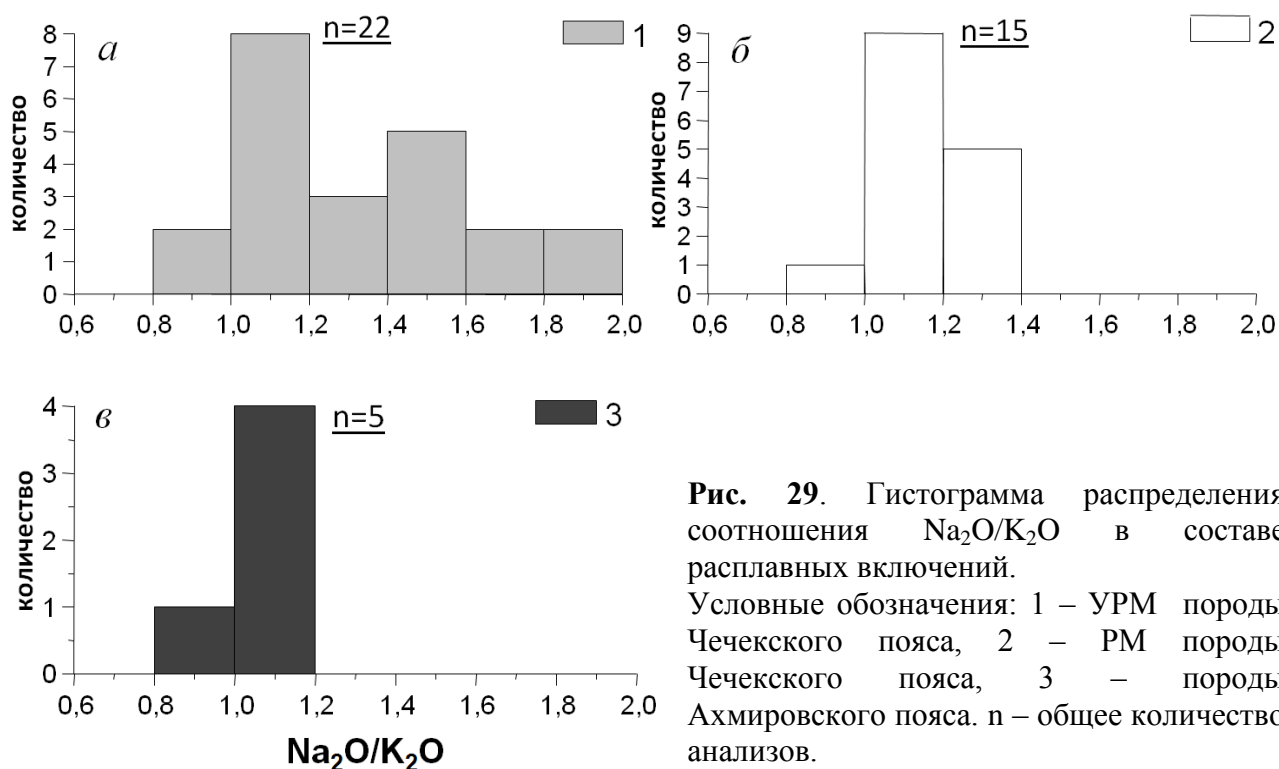 8 а n=22 1
7
6
5
4
3
2
1
0
количество
0,6 0,8 1,0 1,2 1,4 1,6 1,8 2,0
9 б n=15 2
8
7
6
5
4
3
2
1
0
количество
0,6 0,8 1,0 1,2 1,4 1,6 1,8 2,0
4 в n=5 3
3
2
1
0
количество
0,6 0,8 1,0 1,2 1,4 1,6 1,8 2,0
Na₂O/K₂O
Рис. 29. Гистограмма распределения
соотношения Na₂O/K₂O в составе
расплавных включений.
Условные обозначения: 1 – УРМ породы
Чечекского пояса, 2 – РМ породы
Чечекского пояса, 3 – породы
Ахмировского пояса. n – общее количество
анализов.